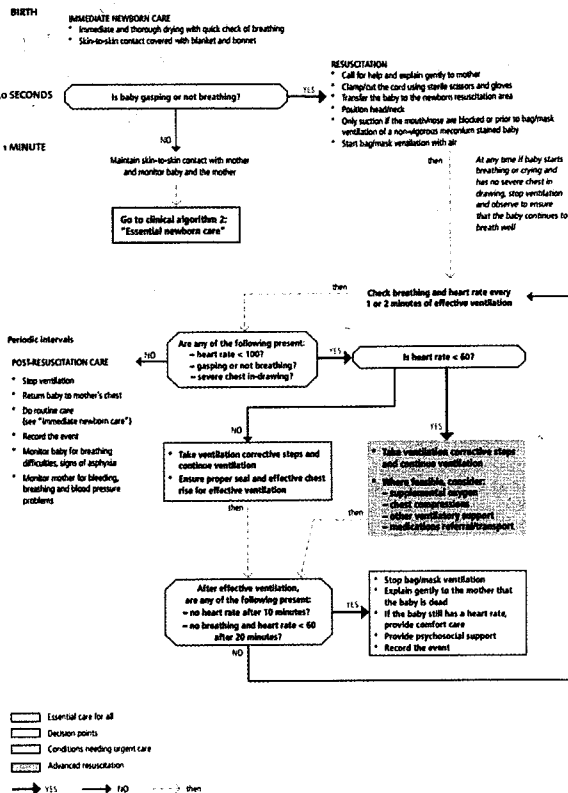 BIRTH
IMMEDIATE NEWBORN CARE
* Immediate and thorough drying with quick check of breathing
* Skin-to-skin contact covered with blanket and bonnes
0 SECONDS
Is baby gasping or not breathing?
YES
RESUSCITATION
* Call for help and explain gently to mother
* Clamp/cut the cord using sterile scissors and gloves
* Transfer the baby to the newborn resuscitation area
* Position head/neck
* Only suction if the mouth/nose are blocked or prior to bag/mask
ventilation of a non-vigorous meconium stained baby
* Start bag/mask ventilation with air
1 MINUTE
NO
Maintain skin-to-skin contact with mother
and monitor baby and the mother
then
At any time if baby starts
breathing or crying and
has no severe chest in
drawing, stop ventilation
and observe to ensure
that the baby continues to
breath well
Go to clinical algorithm 2:
"Essential newborn care"
then
Check breathing and heart rate every
1 or 2 minutes of effective ventilation
Periodic intervals
POST-RESUSCITATION CARE
* Stop ventilation
* Return baby to mother's chest
* Do routine care
(see "immediate newborn care")
* Record the event
* Monitor baby for breathing
difficulties, signs of asphyxia
* Monitor mother for bleeding,
breathing and blood pressure
problems
NO
Are any of the following present:
– heart rate < 100?
– gasping or not breathing?
– severe chest in-drawing?
YES
Is heart rate < 60?
NO
YES
* Take ventilation corrective steps and
continue ventilation
* Ensure proper seal and effective chest
rise for effective ventilation
* Take ventilation corrective steps
and continue ventilation
* Where feasible, consider:
– supplemental oxygen
– chest compressions
– other ventilatory support
– medications referral/transport
then
then
After effective ventilation,
are any of the following present:
– no heart rate after 10 minutes?
– no breathing and heart rate < 60
after 20 minutes?
YES
* Stop bag/mask ventilation
* Explain gently to the mother that
the baby is dead
* If the baby still has a heart rate,
provide comfort care
* Provide psychosocial support
* Record the event
NO
Essential care for all
Decision points
Conditions needing urgent care
Advanced resuscitation
YES
NO
then